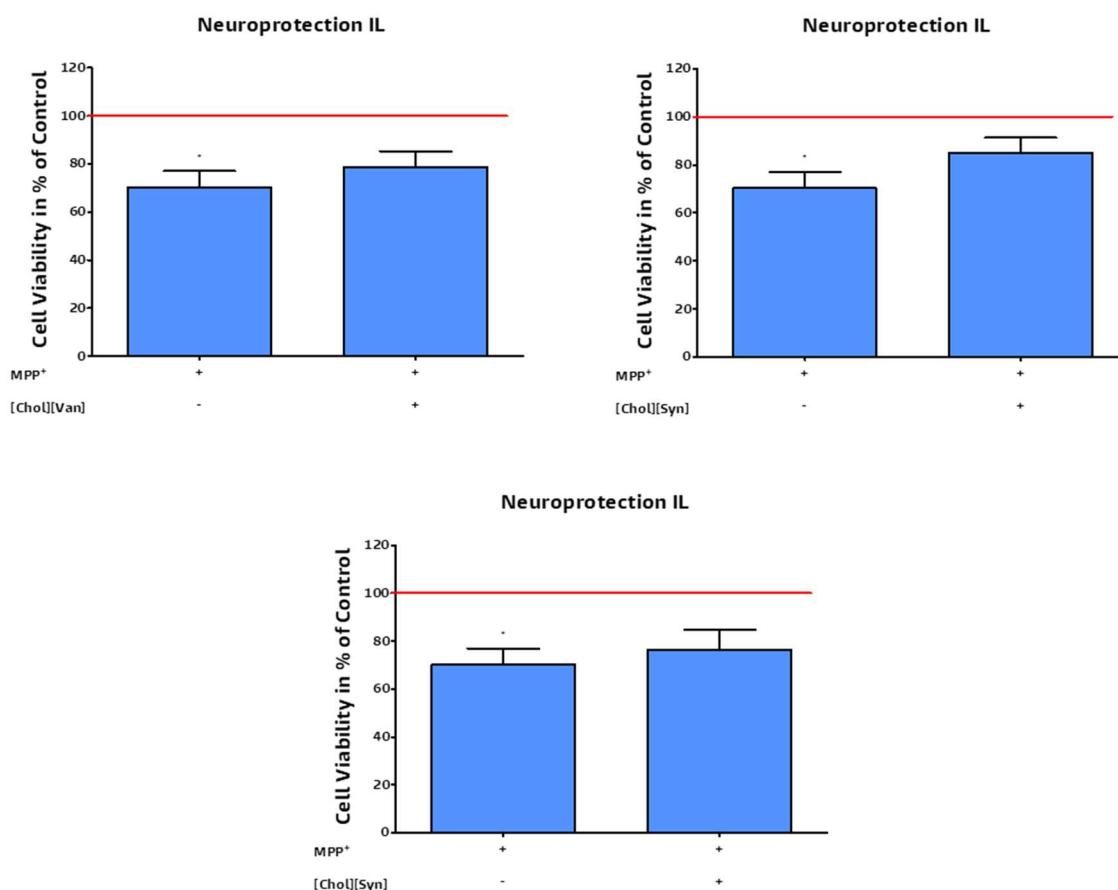 Neuroprotection IL
Cell Viability in % of Control
120
100
80
60
40
20
0
MPP⁺ + +
[Chol][Van] - +
Neuroprotection IL
Cell Viability in % of Control
120
100
80
60
40
20
0
MPP⁺ + +
[Chol][Syn] - +
Neuroprotection IL
Cell Viability in % of Control
120
100
80
60
40
20
0
MPP⁺ + +
[Chol][Syn] - +